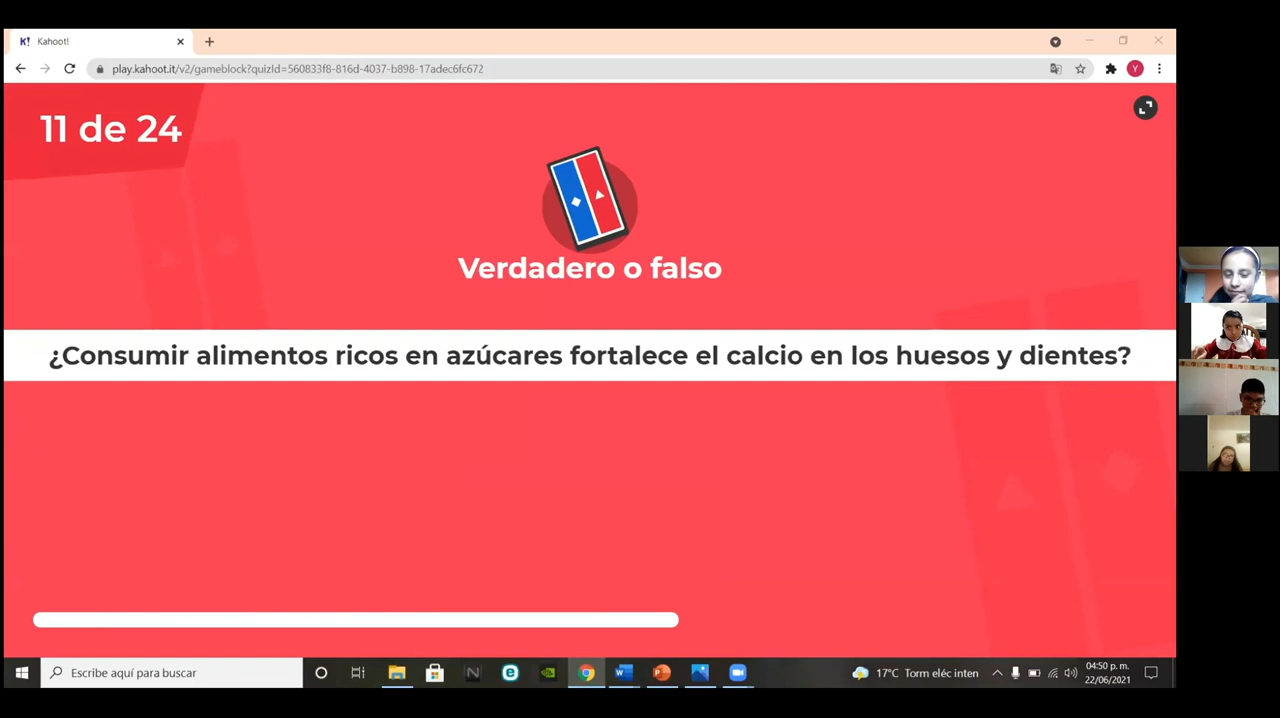 K! Kahoot!
play.kahoot.it/v2/gameblock?quizId=560833f8-816d-4037-b898-17adec6fc672
Y
11 de 24
Verdadero o falso
¿Consumir alimentos ricos en azúcares fortalece el calcio en los huesos y dientes?
Escribe aquí para buscar
17°C Torm eléc inten
04:50 p. m.
22/06/2021